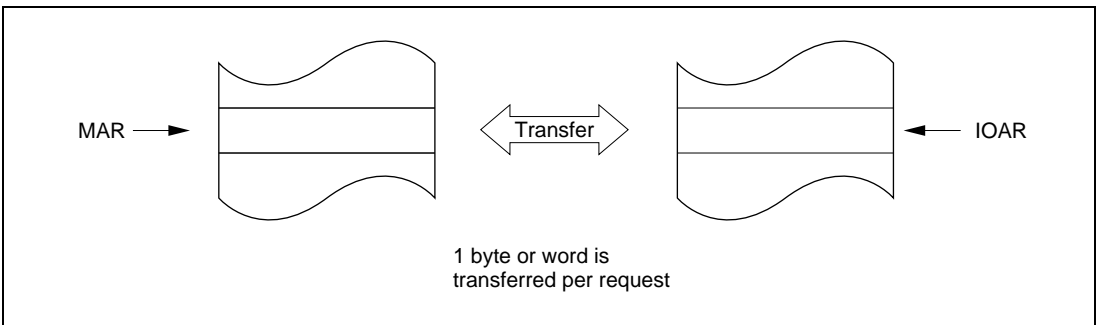 MAR
Transfer
IOAR
1 byte or word is
transferred per request